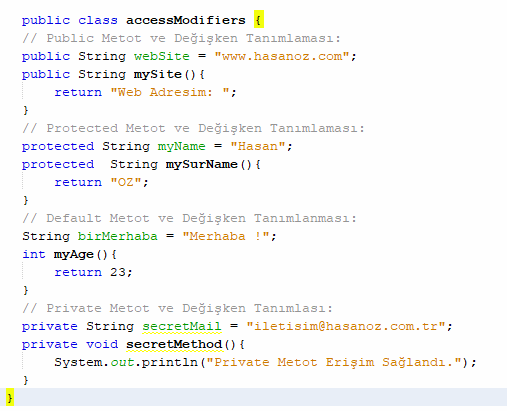 public class accessModifiers {
// Public Metot ve Değişken Tanımlaması:
public String webSite = "www.hasanoz.com";
public String mySite(){
return "Web Adresim: ";
}
// Protected Metot ve Değişken Tanımlaması:
protected String myName = "Hasan";
protected  String mySurName(){
return "OZ";
}
// Default Metot ve Değişken Tanımlanması:
String birMerhaba = "Merhaba !";
int myAge(){
return 23;
}
// Private Metot ve Değişken Tanımlası:
private String secretMail = "iletisim@hasanoz.com.tr";
private void secretMethod(){
System.out.println("Private Metot Erişim Sağlandı.");
}
}